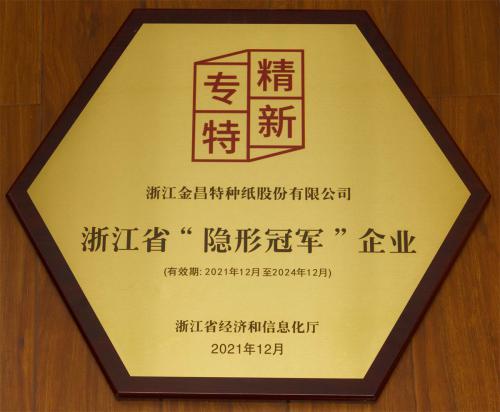 专精
特新
浙江金昌特种纸股份有限公司
浙江省“隐形冠军”企业
(有效期: 2021年12月至2024年12月)
浙江省经济和信息化厅
2021年12月